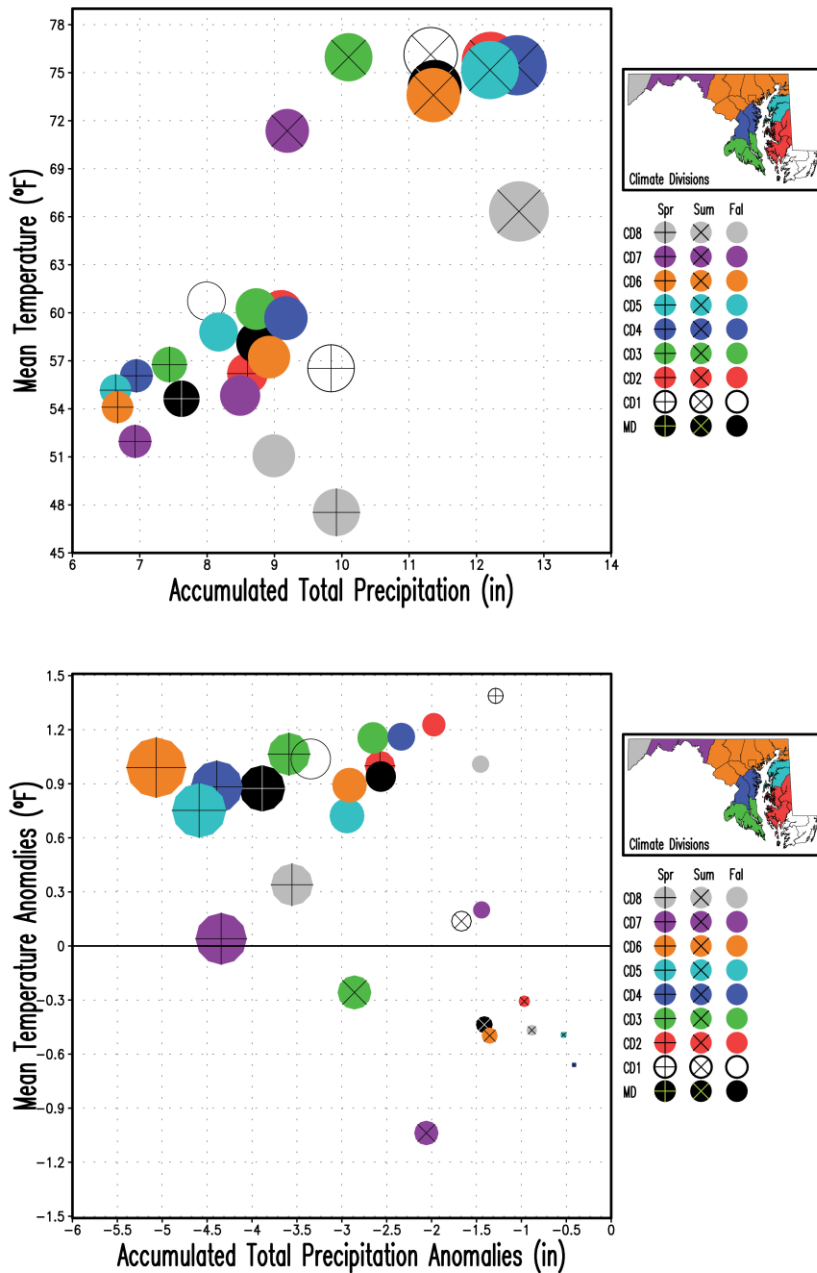 78
75
72
69
66
63
60
57
54
51
48
45
Mean Temperature (ºF)
6 7 8 9 10 11 12 13 14
Accumulated Total Precipitation (in)
Climate Divisions
Spr Sum Fal
CD8
CD7
CD6
CD5
CD4
CD3
CD2
CD1
MD
1.5
1.2
0.9
0.6
0.3
0
-0.3
-0.6
-0.9
-1.2
-1.5
Mean Temperature Anomalies (ºF)
-6 -5.5 -5 -4.5 -4 -3.5 -3 -2.5 -2 -1.5 -1 -0.5 0
Accumulated Total Precipitation Anomalies (in)
Climate Divisions
Spr Sum Fal
CD8
CD7
CD6
CD5
CD4
CD3
CD2
CD1
MD